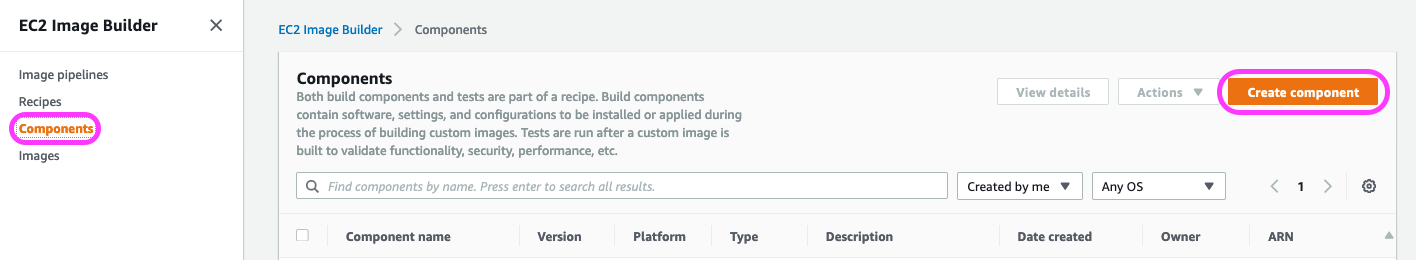 EC2 Image Builder
Image pipelines
Recipes
Components
Images
EC2 Image Builder > Components
Components
Both build components and tests are part of a recipe. Build components
contain software, settings, and configurations to be installed or applied during
the process of building custom images. Tests are run after a custom image is
built to validate functionality, security, performance, etc.
View details
Actions
Create component
Find components by name. Press enter to search all results.
Created by me
Any OS
1
Component name Version Platform Type Description Date created Owner ARN